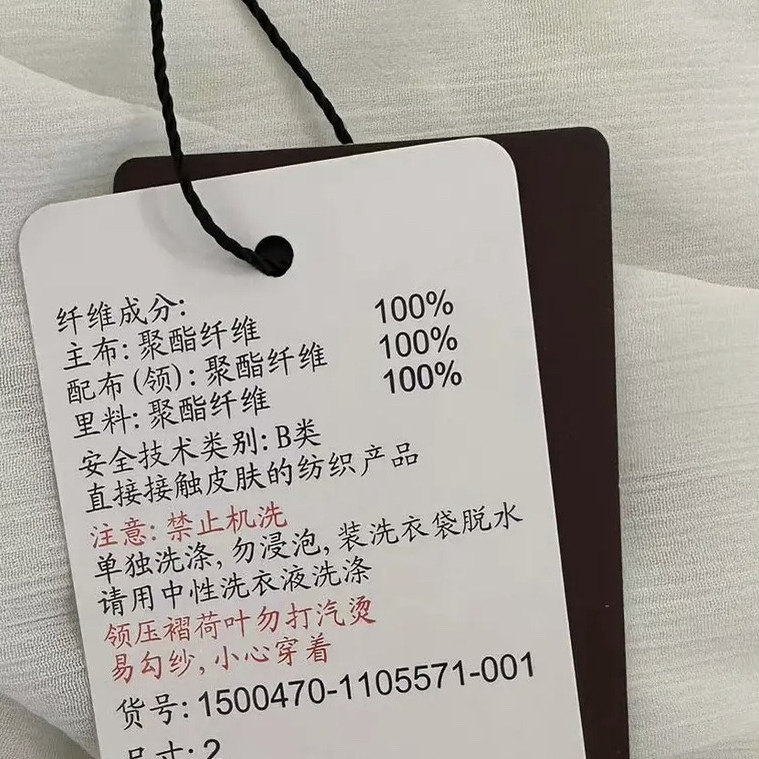 纤维成分:
主布: 聚酯纤维 100%
配布(领): 聚酯纤维 100%
里料: 聚酯纤维 100%
安全技术类别: B类
直接接触皮肤的纺织产品
注意: 禁止机洗
单独洗涤, 勿浸泡, 装洗衣袋脱水
请用中性洗衣液洗涤
领压褶荷叶勿打汽烫
易勾纱, 小心穿着
货号: 1500470-1105571-001
尺寸: 2